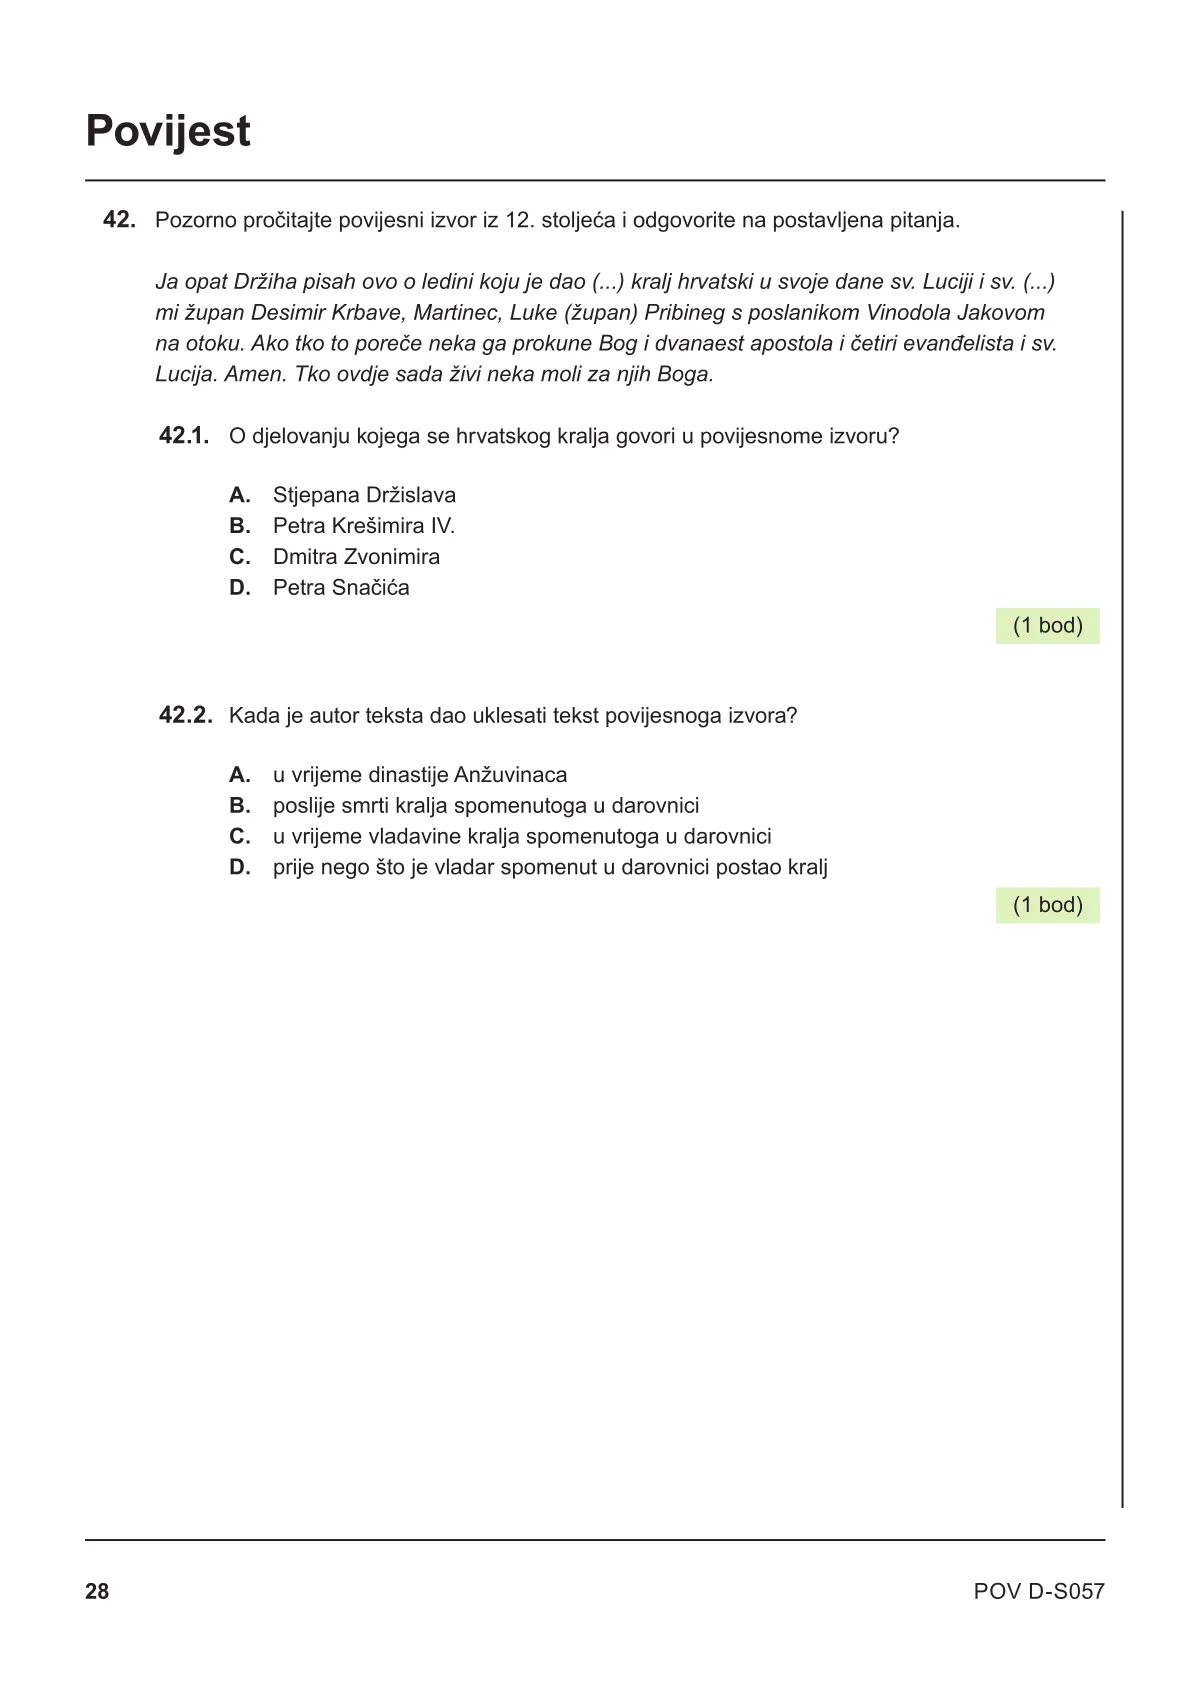 Povijest
42. Pozorno pročitajte povijesni izvor iz 12. stoljeća i odgovorite na postavljena pitanja.
Ja opat Držiha pisah ovo o ledini koju je dao (...) kralj hrvatski u svoje dane sv. Luciji i sv. (...)
mi župan Desimir Krbave, Martinec, Luke (župan) Pribineg s poslanikom Vinodola Jakovom
na otoku. Ako tko to poreče neka ga prokune Bog i dvanaest apostola i četiri evanđelista i sv.
Lucija. Amen. Tko ovdje sada živi neka moli za njih Boga.
42.1. O djelovanju kojega se hrvatskog kralja govori u povijesnome izvoru?
A. Stjepana Držislava
B. Petra Krešimira IV.
C. Dmitra Zvonimira
D. Petra Snačića
(1 bod)
42.2. Kada je autor teksta dao uklesati tekst povijesnoga izvora?
A. u vrijeme dinastije Anžuvinaca
B. poslije smrti kralja spomenutoga u darovnici
C. u vrijeme vladavine kralja spomenutoga u darovnici
D. prije nego što je vladar spomenut u darovnici postao kralj
(1 bod)
28
POV D-S057